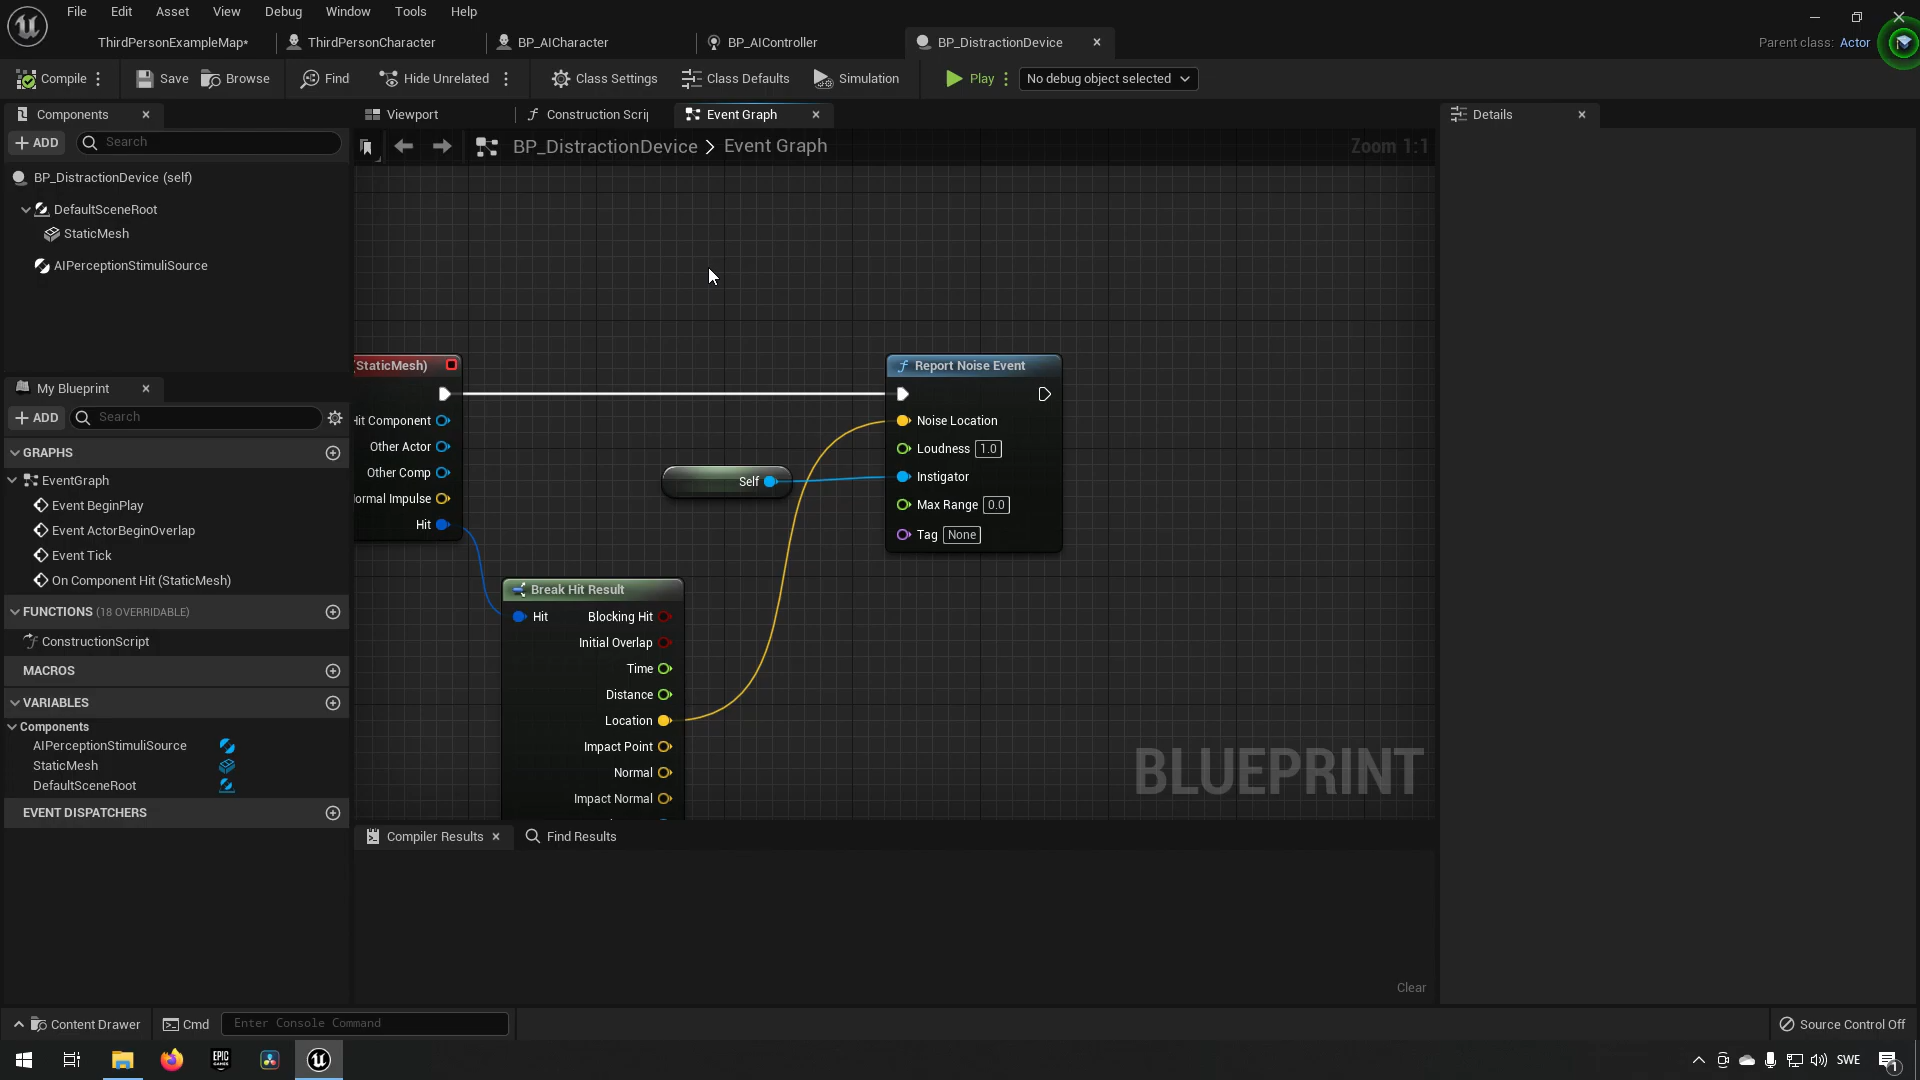 File Edit Asset View Debug Window Tools Help
ThirdPersonExampleMap* ThirdPersonCharacter BP_AICharacter BP_AIController BP_DistractionDevice Parent class: Actor
Compile Save Browse Find Hide Unrelated Class Settings Class Defaults Simulation Play No debug object selected
Components
ADD Search
BP_DistractionDevice (self)
DefaultSceneRoot
StaticMesh
AIPerceptionStimuliSource
My Blueprint
ADD Search
GRAPHS
EventGraph
Event BeginPlay
Event ActorBeginOverlap
Event Tick
On Component Hit (StaticMesh)
FUNCTIONS (18 OVERRIDABLE)
ConstructionScript
MACROS
VARIABLES
Components
AIPerceptionStimuliSource
StaticMesh
DefaultSceneRoot
EVENT DISPATCHERS
Viewport Construction Scrip Event Graph
BP_DistractionDevice > Event Graph Zoom 1:1
(StaticMesh)
Hit Component
Other Actor
Other Comp
Normal Impulse
Hit
Self
Report Noise Event
Noise Location
Loudness 1.0
Instigator
Max Range 0.0
Tag None
Break Hit Result
Hit Blocking Hit
Initial Overlap
Time
Distance
Location
Impact Point
Normal
Impact Normal
BLUEPRINT
Compiler Results Find Results
Clear
Details
Content Drawer Cmd Enter Console Command Source Control Off
EPIC GAMES
SWE
1